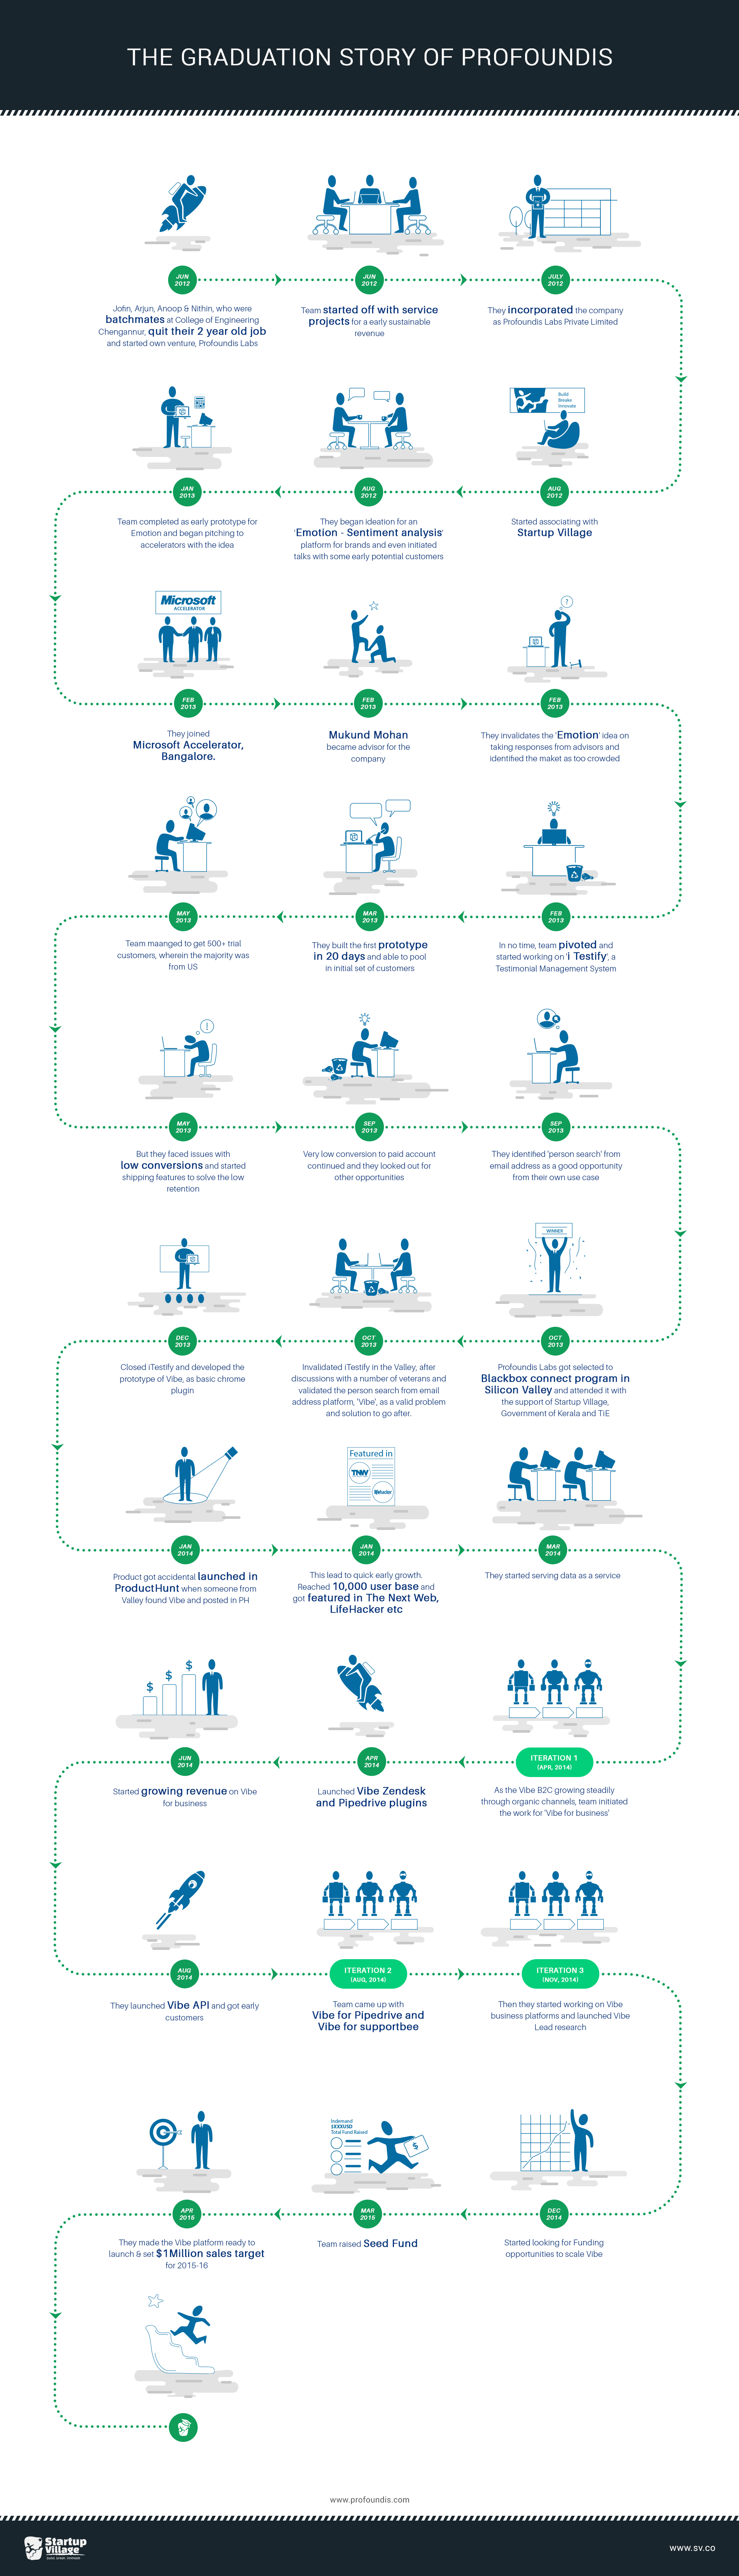 THE GRADUATION STORY OF PROFOUNDIS
JUN
2012
Jofin, Arjun, Anoop & Nithin, who were
batchmates at College of Engineering
Chengannur, quit their 2 year old job
and started own venture, Profoundis Labs
JUN
2012
Team started off with service
projects for a early sustainable
revenue
JULY
2012
They incorporated the company
as Profoundis Labs Private Limited
Build
Breake
Innovate
AUG
2012
Started associating with
Startup Village
AUG
2012
They began ideation for an
'Emotion - Sentiment analysis'
platform for brands and even initiated
talks with some early potential customers
JAN
2013
Team completed as early prototype for
Emotion and began pitching to
accelerators with the idea
Microsoft
ACCELERATOR
FEB
2013
They joined
Microsoft Accelerator,
Bangalore.
FEB
2013
Mukund Mohan
became advisor for the
company
?
FEB
2013
They invalidates the 'Emotion' idea on
taking responses from advisors and
identified the maket as too crowded
FEB
2013
In no time, team pivoted and
started working on 'i Testify', a
Testimonial Management System
MAR
2013
They built the first prototype
in 20 days and able to pool
in initial set of customers
MAY
2013
Team maanged to get 500+ trial
customers, wherein the majority was
from US
!
MAY
2013
But they faced issues with
low conversions and started
shipping features to solve the low
retention
SEP
2013
Very low conversion to paid account
continued and they looked out for
other opportunities
SEP
2013
They identified 'person search' from
email address as a good opportunity
from their own use case
WINNER
OCT
2013
Profoundis Labs got selected to
Blackbox connect program in
Silicon Valley and attended it with
the support of Startup Village,
Government of Kerala and TiE
OCT
2013
Invalidated iTestify in the Valley, after
discussions with a number of veterans and
validated the person search from email
address platform, 'Vibe', as a valid problem
and solution to go after.
DEC
2013
Closed iTestify and developed the
prototype of Vibe, as basic chrome
plugin
JAN
2014
Product got accidental launched in
ProductHunt when someone from
Valley found Vibe and posted in PH
Featured in
TNW
lifehacker
JAN
2014
This lead to quick early growth.
Reached 10,000 user base and
got featured in The Next Web,
LifeHacker etc
MAR
2014
They started serving data as a service
ITERATION 1
(APR, 2014)
As the Vibe B2C growing steadily
through organic channels, team initiated
the work for 'Vibe for business'
APR
2014
Launched Vibe Zendesk
and Pipedrive plugins
$ $ $
JUN
2014
Started growing revenue on Vibe
for business
AUG
2014
They launched Vibe API and got early
customers
ITERATION 2
(AUG, 2014)
Team came up with
Vibe for Pipedrive and
Vibe for supportbee
ITERATION 3
(NOV, 2014)
Then they started working on Vibe
business platforms and launched Vibe
Lead research
DEC
2014
Started looking for Funding
opportunities to scale Vibe
Indemand
$XXXUSD
Total Fund Raised
$
MAR
2015
Team raised Seed Fund
APR
2015
They made the Vibe platform ready to
launch & set $1Million sales target
for 2015-16
www.profoundis.com
Startup
Village
www.sv.co